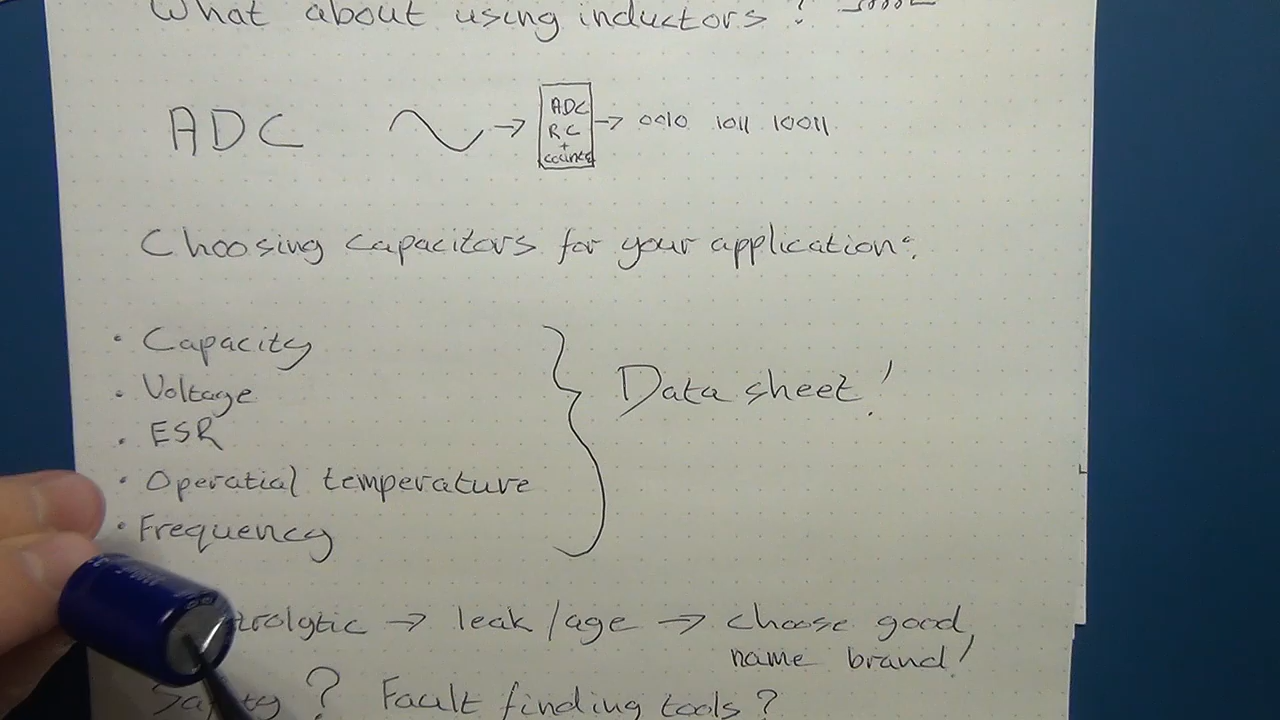 What about using inductors?
ADC
ADC
RC
+
counter
0010 1011 10011
Choosing capacitors for your application:
• Capacity
• Voltage
• ESR
• Operatial temperature
• Frequency
Data sheet!
→ leak/age → choose good,
name brand!
? Fault finding tools?